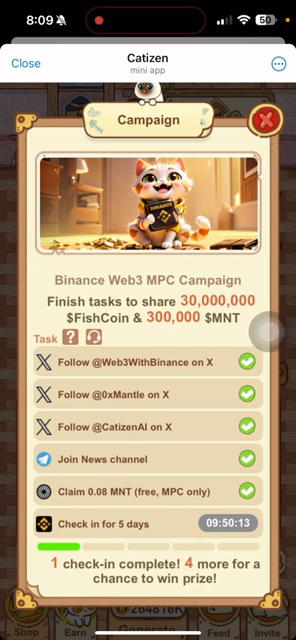 8:09
50
Close
Catizen
mini app
Campaign
BINANCE
Binance Web3 MPC Campaign
Finish tasks to share 30,000,000
$FishCoin & 300,000 $MNT
Task ?
Follow @Web3WithBinance on X
Follow @0xMantle on X
Follow @CatizenAI on X
Join News channel
Claim 0.08 MNT (free, MPC only)
Check in for 5 days 09:50:13
1 check-in complete! 4 more for a
chance to win prize!
Shop
Earn
Generate
Feed
Invite